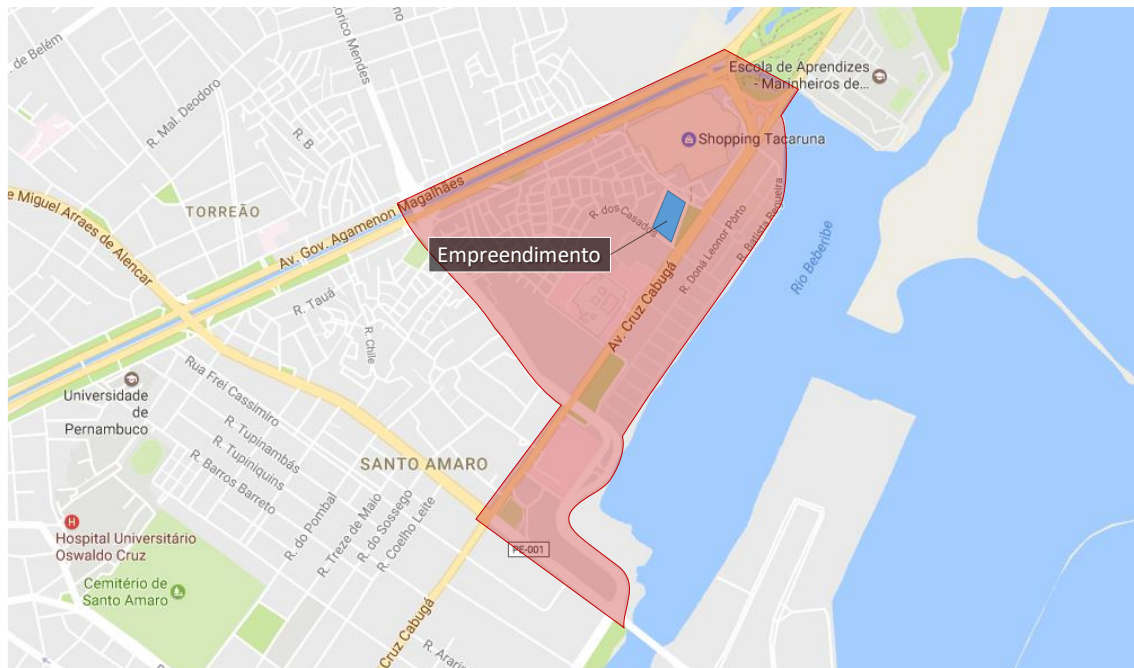 . de Belém
orico Mendes
R. Mal. Deodoro
R. B
Escola de Aprendizes
- Marinheiros de...
Shopping Tacaruna
TORREÃO
Av. Gov. Agamenon Magalhães
e Miguel Arraes de Alencar
R. dos Casados
R. Dona Leonor Pôrto
R. Batista Regueira
Empreendimento
Rio Beberibe
R. Tauá
R. Chile
Av. Cruz Cabugá
Rua Frei Cassimiro
Universidade
de
Pernambuco
R. Tupinambás
R. Tupiniquins
R. Barros Barreto
SANTO AMARO
R. do Pombal
R. Treze de Maio
R. do Sossego
R. Coelho Leite
H
Hospital Universitário
Oswaldo Cruz
PE-001
Cemitério de
Santo Amaro
Cruz Cabugá
R. Arari